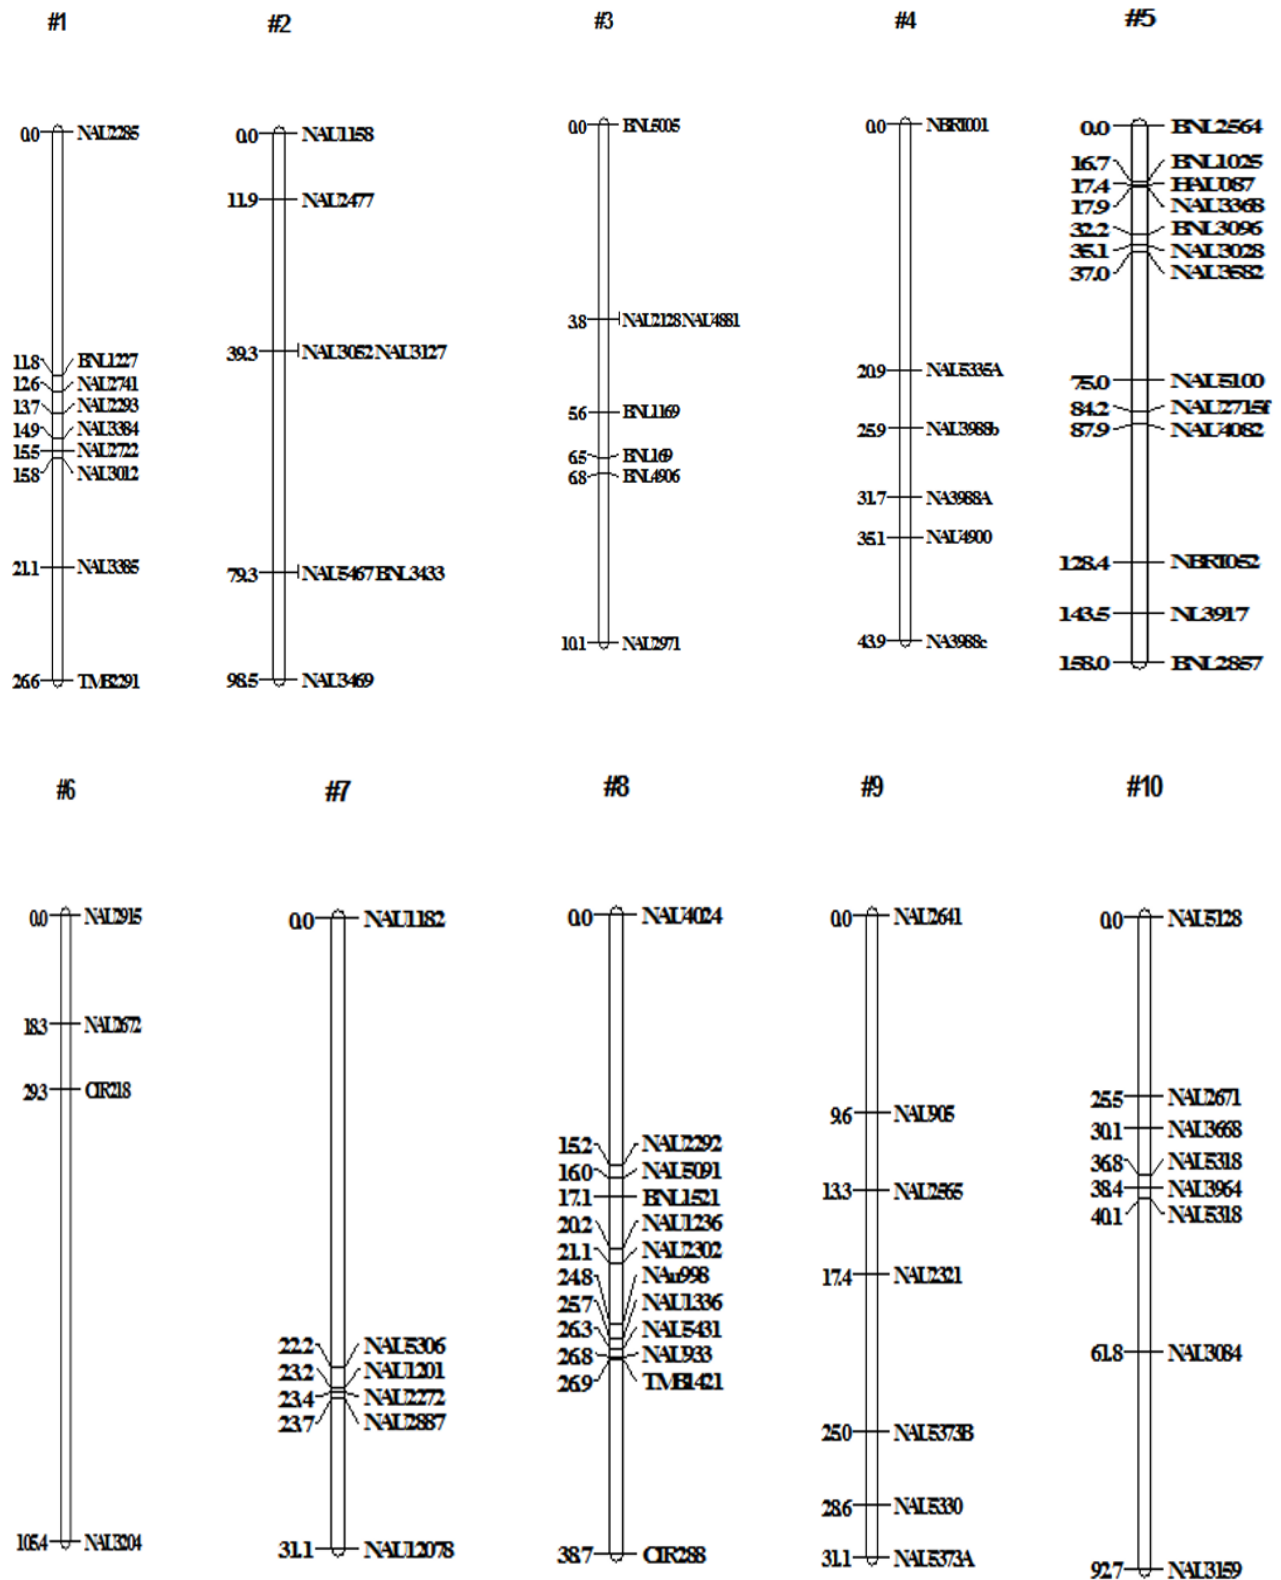 #1
0.0 NAU2285
11.8 BNL1227
12.6 NAU2741
13.7 NAU2293
14.9 NAU3384
15.5 NAU2722
15.8 NAU3012
21.1 NAU3385
26.6 TMB2291
#2
0.0 NAU1158
11.9 NAU2477
39.3 NAU3052 NAU3127
79.3 NAU5467 BNL3433
98.5 NAU3469
#3
0.0 BNL5005
3.8 NAU2128 NAU4881
5.6 BNL1169
6.5 BNL169
6.8 BNL4906
10.1 NAU2971
#4
0.0 NBRI001
20.9 NAU5335A
25.9 NAU3988b
31.7 NA3988A
35.1 NAU4900
43.9 NA3988c
#5
0.0 BNL2564
16.7 BNL1025
17.4 HAU087
17.9 NAU3368
32.2 BNL3096
35.1 NAU3028
37.0 NAU3582
75.0 NAU5100
84.2 NAU2715f
87.9 NAU4082
128.4 NBRI052
143.5 NL3917
158.0 BNL2857
#6
0.0 NAU2915
18.3 NAU2672
29.3 CIR218
105.4 NAU3204
#7
0.0 NAU1182
22.2 NAU5306
23.2 NAU1201
23.4 NAU2272
23.7 NAU2887
31.1 NAU12078
#8
0.0 NAU4024
15.2 NAU2292
16.0 NAU5091
17.1 BNL1521
20.2 NAU1236
21.1 NAU2302
24.8 NAu998
25.7 NAU1336
26.3 NAU5431
26.8 NAU933
26.9 TMB1421
38.7 CIR288
#9
0.0 NAU2641
9.6 NAU905
13.3 NAU2565
17.4 NAU2321
25.0 NAU5373B
28.6 NAU5330
31.1 NAU5373A
#10
0.0 NAU5128
25.5 NAU2671
30.1 NAU3668
36.8 NAU5318
38.4 NAU3964
40.1 NAU5318
61.8 NAU3084
92.7 NAU3159